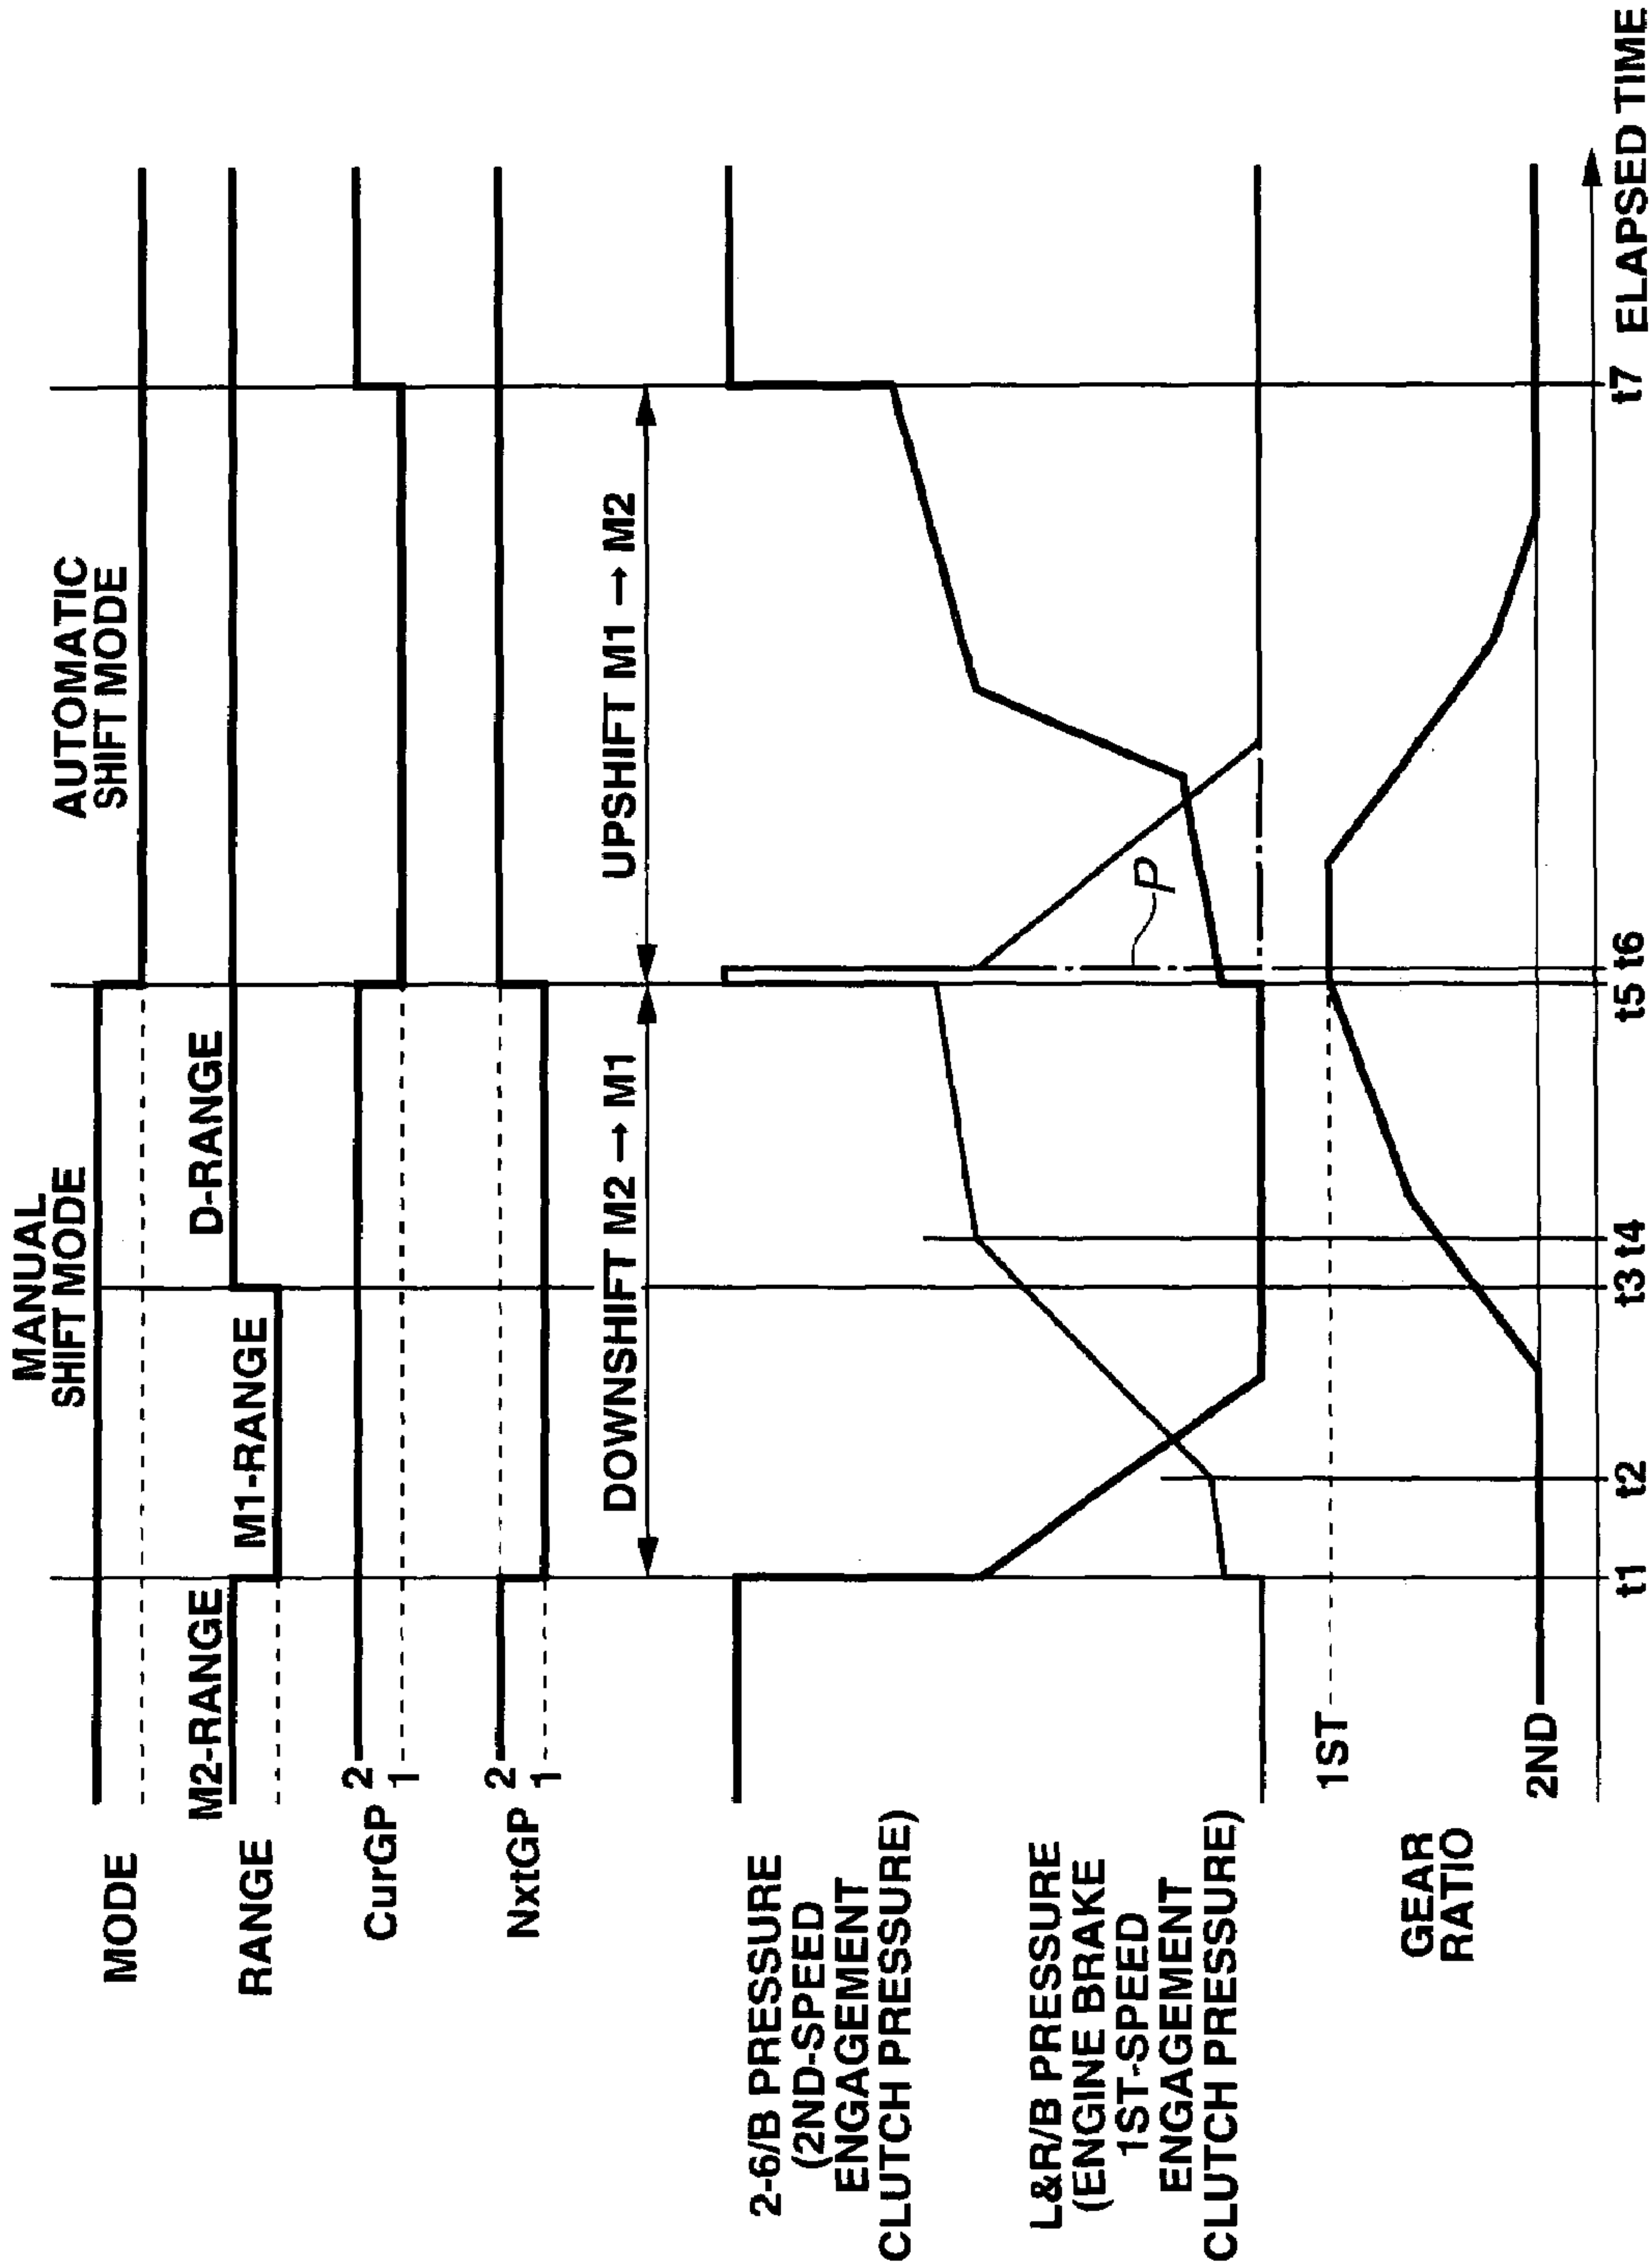 MANUAL
SHIFT MODE
AUTOMATIC
SHIFT MODE
MODE
M2-RANGE
M1-RANGE
D-RANGE
RANGE
CurGP
2
1
NxtGP
2
1
DOWNSHIFT M2 → M1
UPSHIFT M1 → M2
2-6/B PRESSURE
(2ND-SPEED
ENGAGEMENT
CLUTCH PRESSURE)
P
L&R/B PRESSURE
(ENGINE BRAKE
1ST-SPEED
ENGAGEMENT
CLUTCH PRESSURE)
1ST
GEAR
RATIO
2ND
t1
t2
t3
t4
t5
t6
t7
ELAPSED TIME